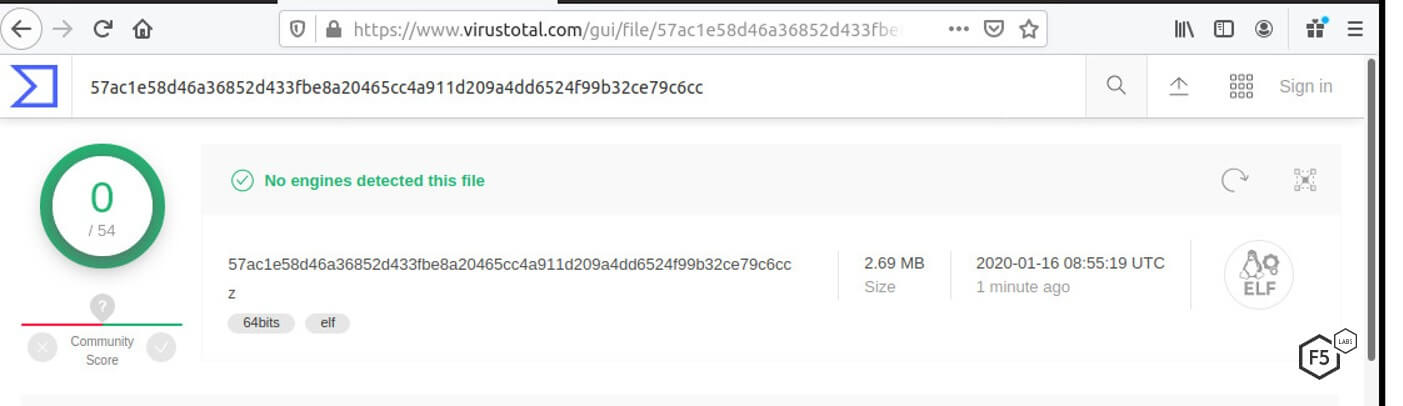 https://www.virustotal.com/gui/file/57ac1e58d46a36852d433fbe
57ac1e58d46a36852d433fbe8a20465cc4a911d209a4dd6524f99b32ce79c6cc
Sign in
0
/ 54
No engines detected this file
57ac1e58d46a36852d433fbe8a20465cc4a911d209a4dd6524f99b32ce79c6cc
z
64bits elf
2.69 MB
Size
2020-01-16 08:55:19 UTC
1 minute ago
ELF
?
Community
Score
F5
LABS